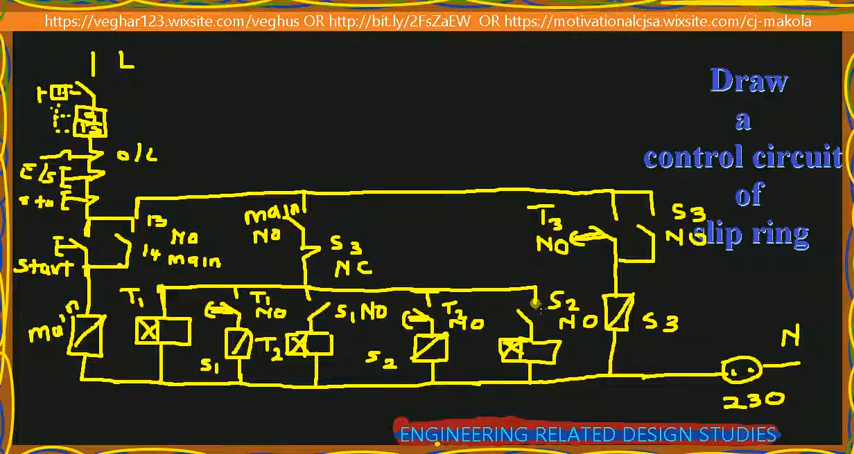 https://veghar123.wixsite.com/veghus OR http://bit.ly/2FsZaEW OR https://motivationalcjsa.wixsite.com/cj-makola
L
Draw
a
control circuit
of
slip ring
O/L
E/S
13
NO
14 main
Start
main
NO
S3
NC
T3
NO
S3
NO
main
T1
T1
NO
S1
T2
S1 NO
S2
T2
NO
S2
NO
S3
N
230
ENGINEERING RELATED DESIGN STUDIES